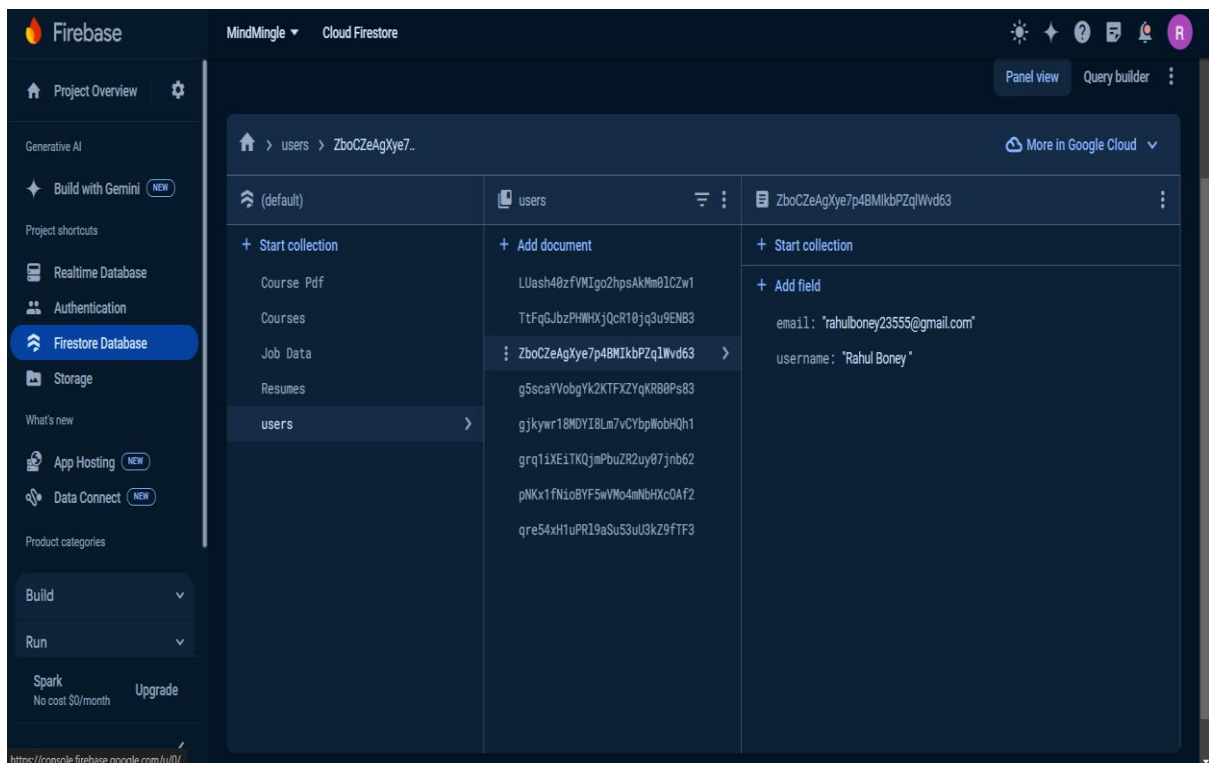 Firebase
MindMingle
Cloud Firestore
R
Project Overview
Panel view
Query builder
Generative AI
Build with Gemini NEW
Project shortcuts
Realtime Database
Authentication
Firestore Database
Storage
What's new
App Hosting NEW
Data Connect NEW
Product categories
Build
Run
Spark
No cost $0/month
Upgrade
https://console.firebase.google.com/u/0/
> users > ZboCZeAgXye7..
More in Google Cloud
(default)
+ Start collection
Course Pdf
Courses
Job Data
Resumes
users
users
+ Add document
LUash40zfVMIgo2hpsAkMm0lCZw1
TtFqGJbzPHWHXjQcR10jq3u9ENB3
ZboCZeAgXye7p4BMIkbPZqlWvd63
g5scaYVobgYk2KTFXZYqKRB0Ps83
gjkywr18MDYI8Lm7vCYbpWobHQh1
grq1iXEiTKQjmPbuZR2uy07jnb62
pNKx1fNioBYF5wVMo4mNbHXcOAf2
qre54xH1uPRl9aSu53uU3kZ9fTF3
ZboCZeAgXye7p4BMIkbPZqlWvd63
+ Start collection
+ Add field
email: "rahulboney23555@gmail.com"
username: "Rahul Boney "